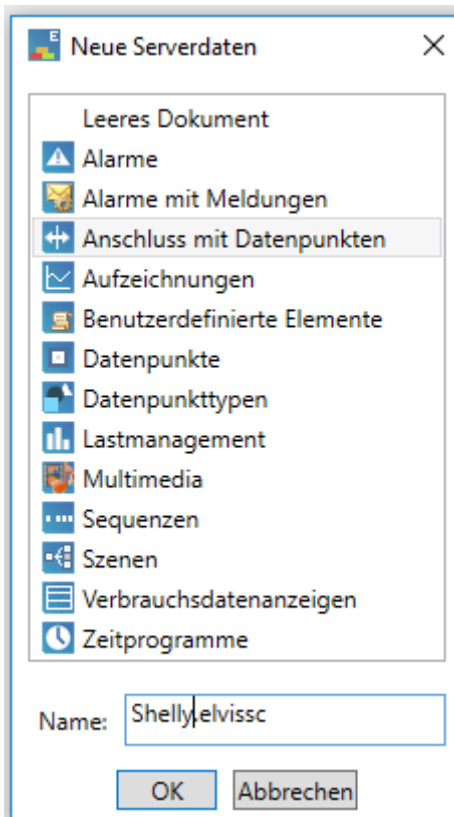 E
Neue Serverdaten
Leeres Dokument
Alarme
Alarme mit Meldungen
Anschluss mit Datenpunkten
Aufzeichnungen
Benutzerdefinierte Elemente
Datenpunkte
Datenpunkttypen
Lastmanagement
Multimedia
Sequenzen
Szenen
Verbrauchsdatenanzeigen
Zeitprogramme
Name: Shelly.elvissc
OK Abbrechen